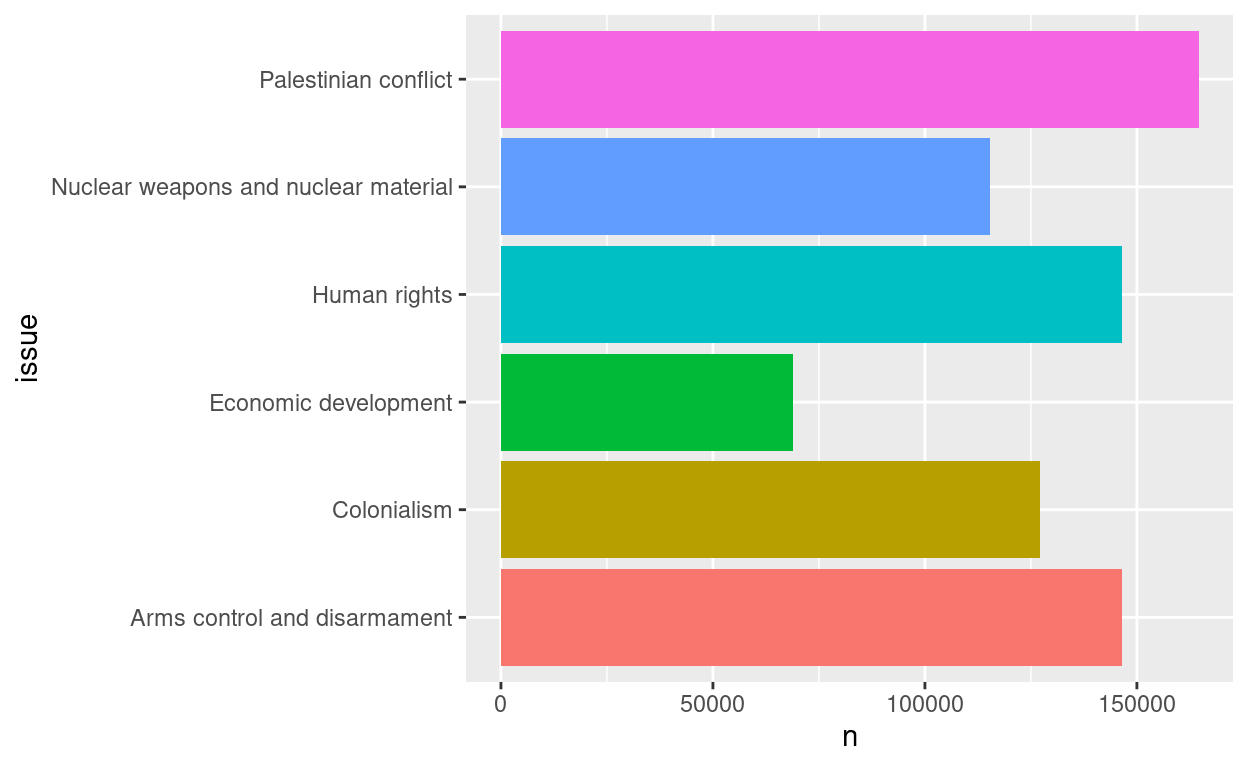 Palestinian conflict
Nuclear weapons and nuclear material
Human rights
Economic development
Colonialism
Arms control and disarmament
issue
0 50000 100000 150000
n